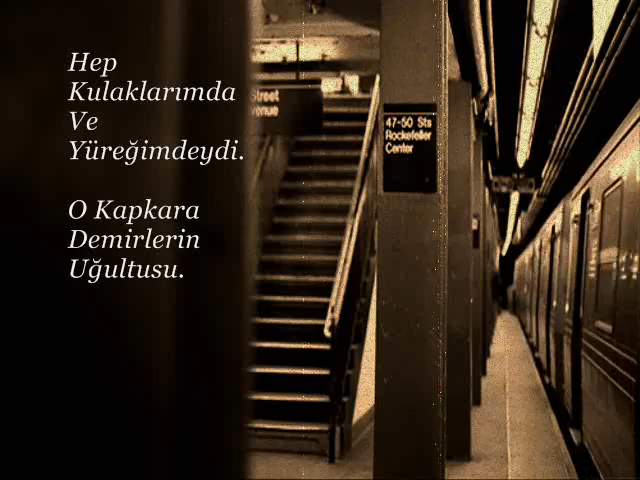 Hep
Kulaklarımda
Ve
Yüreğimdeydi.
O Kapkara
Demirlerin
Uğultusu.
Street
venue
47-50 Sts
Rockefeller
Center